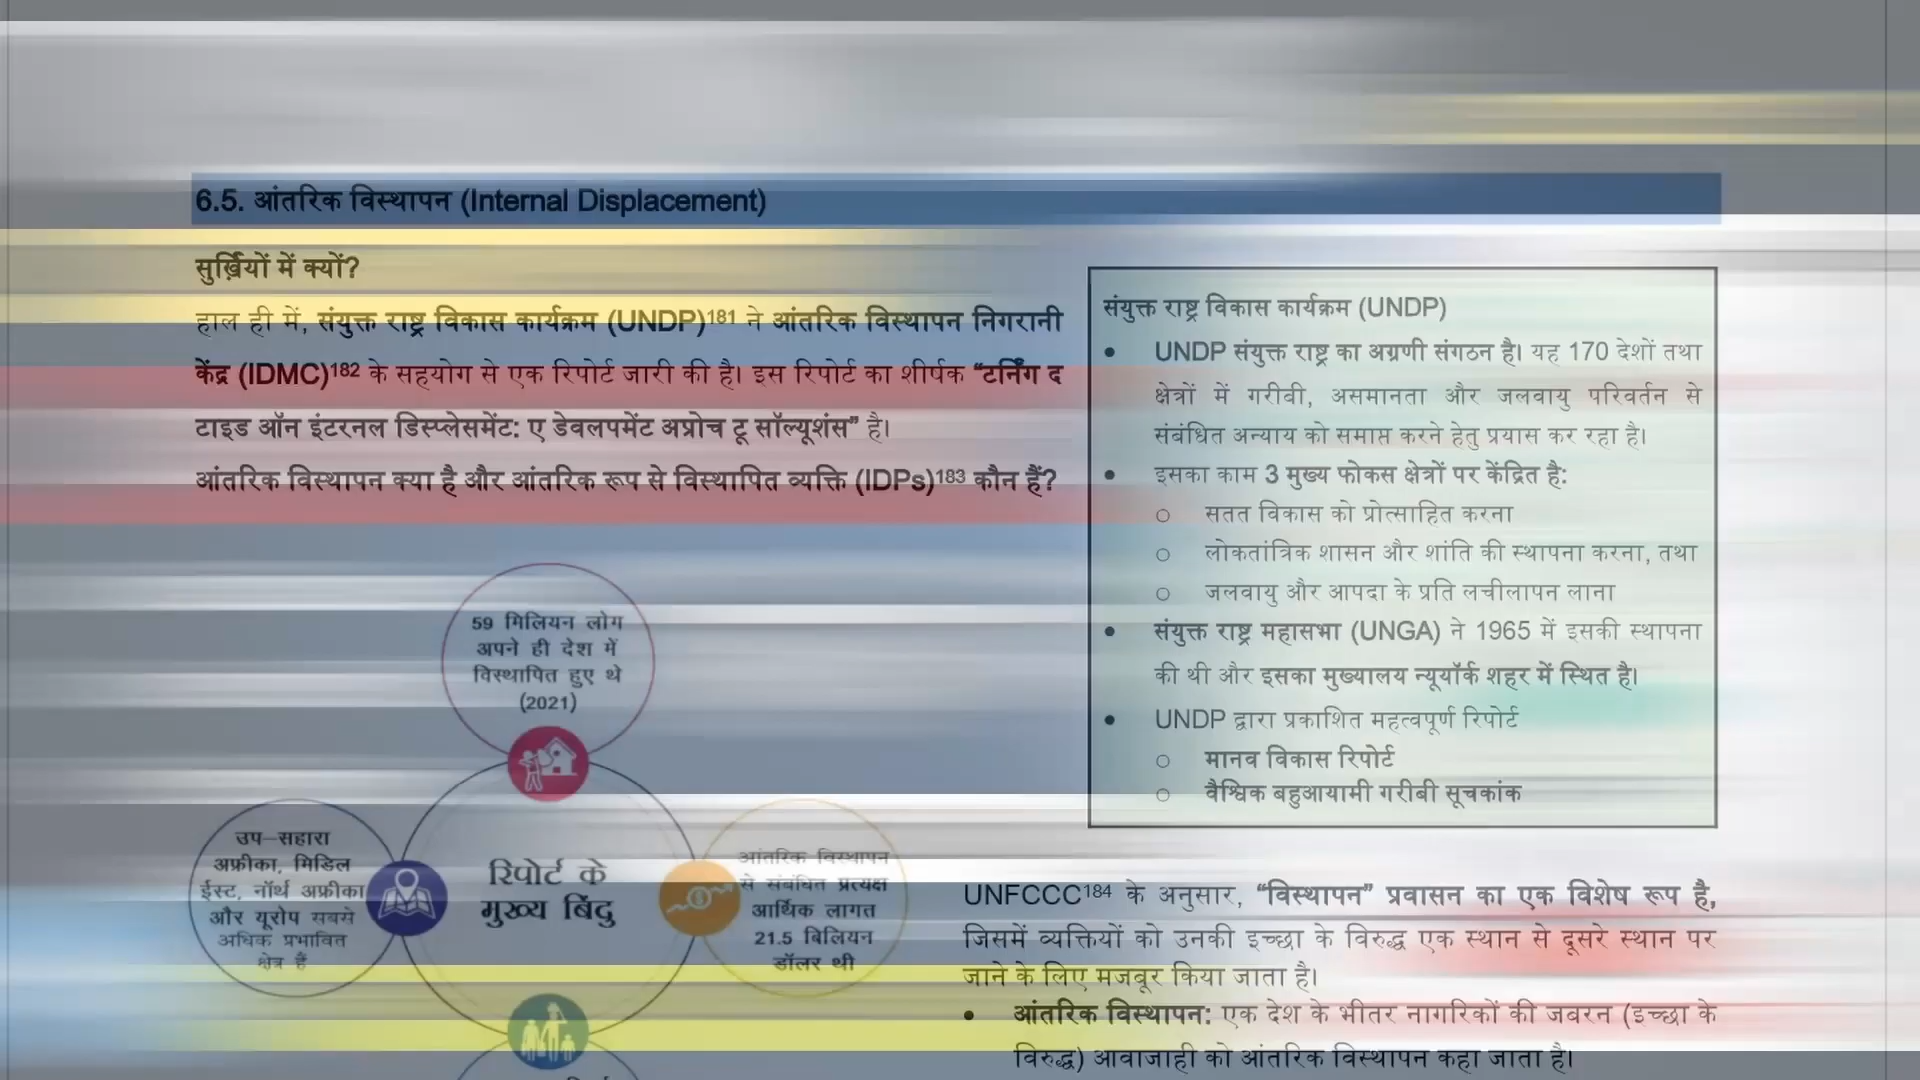 6.5. आंतरिक विस्थापन (Internal Displacement)
सुर्ख़ियों में क्यों?
हाल ही में, संयुक्त राष्ट्र विकास कार्यक्रम (UNDP)181 ने आंतरिक विस्थापन निगरानी
केंद्र (IDMC)182 के सहयोग से एक रिपोर्ट जारी की है। इस रिपोर्ट का शीर्षक “टर्निंग द
टाइड ऑन इंटरनल डिस्प्लेसमेंट: ए डेवलपमेंट अप्रोच टू सॉल्यूशंस” है।
आंतरिक विस्थापन क्या है और आंतरिक रूप से विस्थापित व्यक्ति (IDPs)183 कौन हैं?
संयुक्त राष्ट्र विकास कार्यक्रम (UNDP)
• UNDP संयुक्त राष्ट्र का अग्रणी संगठन है। यह 170 देशों तथा
क्षेत्रों में गरीबी, असमानता और जलवायु परिवर्तन से
संबंधित अन्याय को समाप्त करने हेतु प्रयास कर रहा है।
• इसका काम 3 मुख्य फोकस क्षेत्रों पर केंद्रित है:
○ सतत विकास को प्रोत्साहित करना
○ लोकतांत्रिक शासन और शांति की स्थापना करना, तथा
○ जलवायु और आपदा के प्रति लचीलापन लाना
• संयुक्त राष्ट्र महासभा (UNGA) ने 1965 में इसकी स्थापना
की थी और इसका मुख्यालय न्यूयॉर्क शहर में स्थित है।
• UNDP द्वारा प्रकाशित महत्वपूर्ण रिपोर्ट
○ मानव विकास रिपोर्ट
○ वैश्विक बहुआयामी गरीबी सूचकांक
59 मिलियन लोग
अपने ही देश में
विस्थापित हुए थे
(2021)
उप–सहारा
अफ्रीका, मिडिल
ईस्ट, नॉर्थ अफ्रीका
और यूरोप सबसे
अधिक प्रभावित
क्षेत्र हैं
रिपोर्ट के
मुख्य बिंदु
आंतरिक विस्थापन
से संबंधित प्रत्यक्ष
आर्थिक लागत
21.5 बिलियन
डॉलर थी
UNFCCC184 के अनुसार, “विस्थापन” प्रवासन का एक विशेष रूप है,
जिसमें व्यक्तियों को उनकी इच्छा के विरुद्ध एक स्थान से दूसरे स्थान पर
जाने के लिए मजबूर किया जाता है।
• आंतरिक विस्थापन: एक देश के भीतर नागरिकों की जबरन (इच्छा के
विरुद्ध) आवाजाही को आंतरिक विस्थापन कहा जाता है।